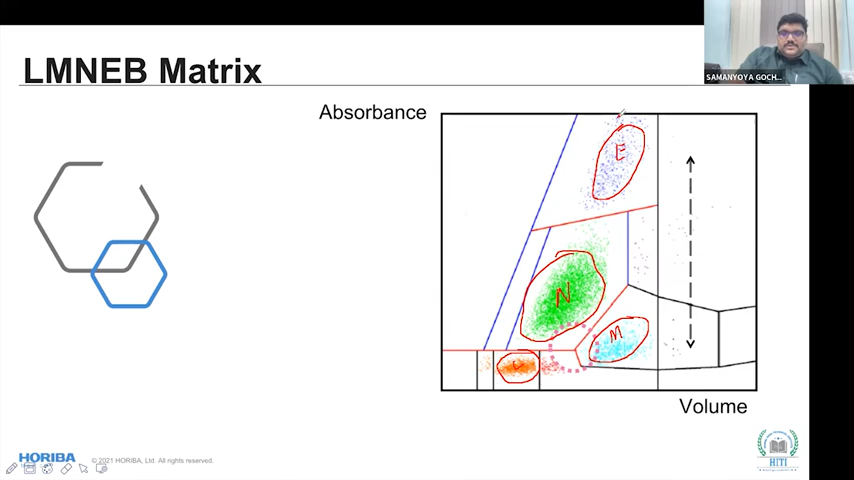 SAMANYOYA GOCH...
LMNEB Matrix
Absorbance
E
N
M
L
Volume
HORIBA
© 2021 HORIBA, Ltd. All rights reserved.
HITI